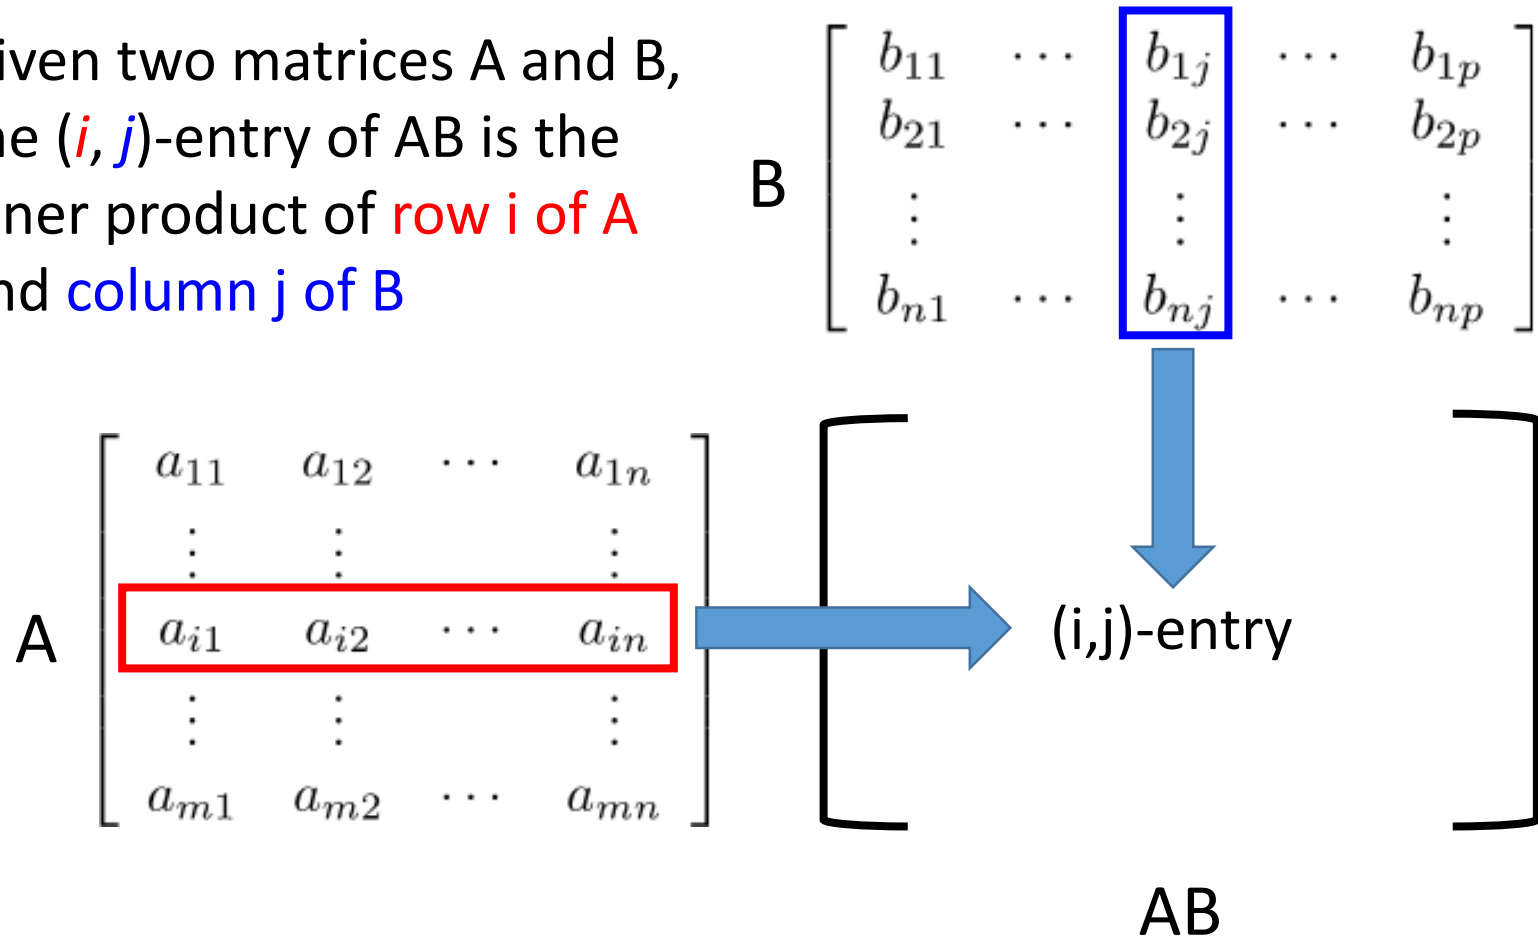 iven two matrices A and B,
ne (i, j)-entry of AB is the
ner product of row i of A
nd column j of B
B
b11 ⋯ b1j ⋯ b1p
b21 ⋯ b2j ⋯ b2p
⋮ ⋮ ⋮
bn1 ⋯ bnj ⋯ bnp
A
a11 a12 ⋯ a1n
⋮ ⋮ ⋮
ai1 ai2 ⋯ ain
⋮ ⋮ ⋮
am1 am2 ⋯ amn
(i,j)-entry
AB